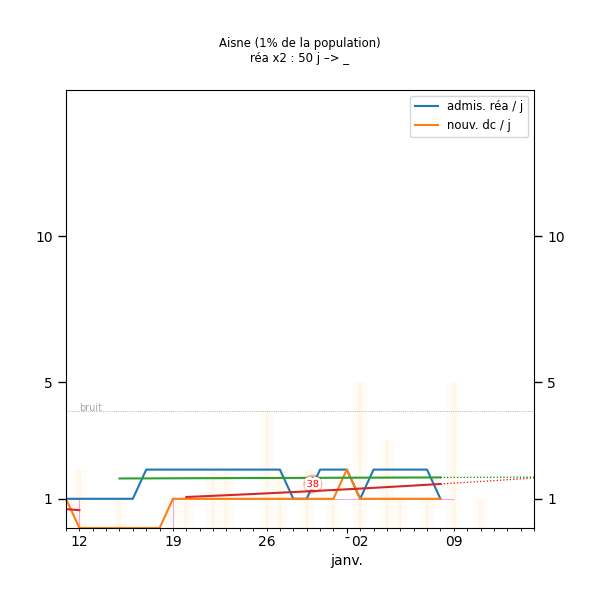 Aisne (1% de la population)
réa x2 : 50 j –> _
admis. réa / j
nouv. dc / j
10 10
5 5
bruit
38
1 1
12 19 26 02 09
janv.